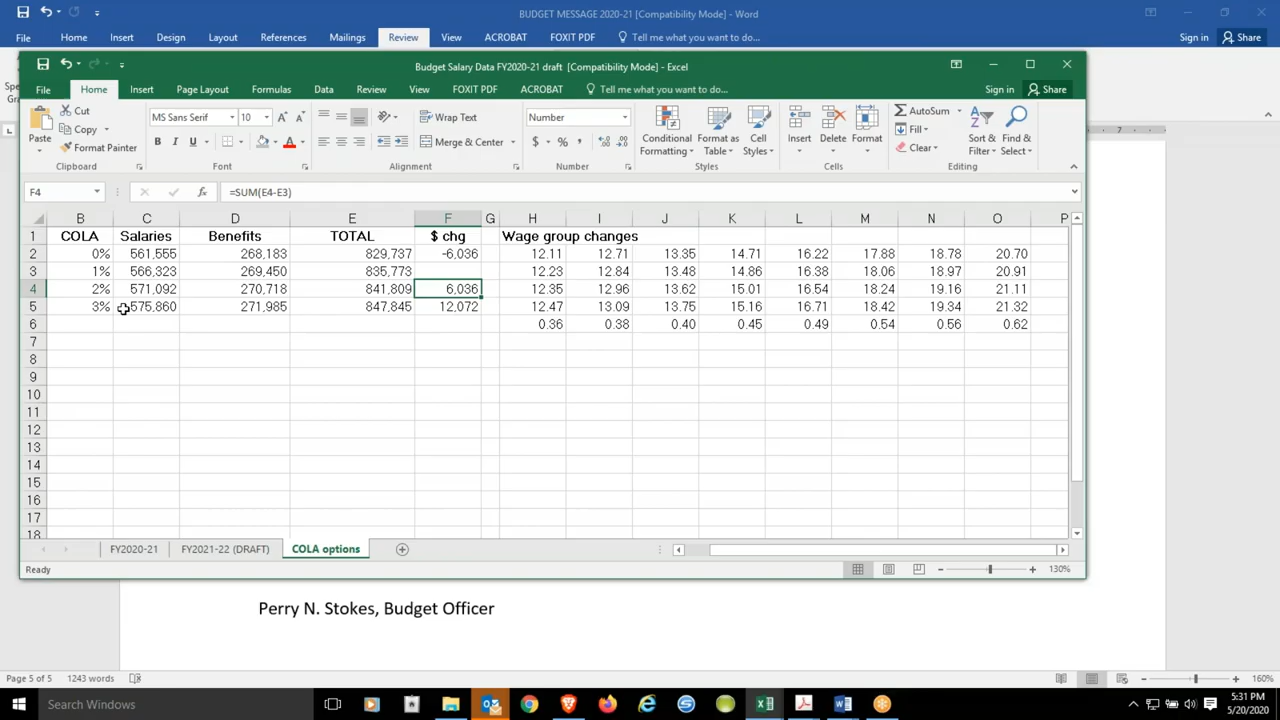 BUDGET MESSAGE 2020-21 [Compatibility Mode] - Word
File Home Insert Design Layout References Mailings Review View ACROBAT FOXIT PDF Tell me what you want to do... Sign in Share
Budget Salary Data FY2020-21 draft [Compatibility Mode] - Excel
File Home Insert Page Layout Formulas Data Review View FOXIT PDF ACROBAT Tell me what you want to do... Sign in Share
Paste Cut Copy Format Painter Clipboard
MS Sans Serif 10 Font
Wrap Text Merge & Center Alignment
Number $ % , Number
Conditional Formatting Format as Table Cell Styles Styles
Insert Delete Format Cells
AutoSum Fill Clear Sort & Filter Find & Select Editing
F4 fx =SUM(E4-E3)
B C D E F G H I J K L M N O P
1 COLA Salaries Benefits TOTAL $ chg Wage group changes
2 0% 561,555 268,183 829,737 -6,036 12.11 12.71 13.35 14.71 16.22 17.88 18.78 20.70
3 1% 566,323 269,450 835,773 12.23 12.84 13.48 14.86 16.38 18.06 18.97 20.91
4 2% 571,092 270,718 841,809 6,036 12.35 12.96 13.62 15.01 16.54 18.24 19.16 21.11
5 3% 575,860 271,985 847,845 12,072 12.47 13.09 13.75 15.16 16.71 18.42 19.34 21.32
6 0.36 0.38 0.40 0.45 0.49 0.54 0.56 0.62
7
8
9
10
11
12
13
14
15
16
17
18
FY2020-21 FY2021-22 (DRAFT) COLA options
Ready 130%
Perry N. Stokes, Budget Officer
Page 5 of 5 1243 words 160%
Search Windows 5:31 PM
5/20/2020